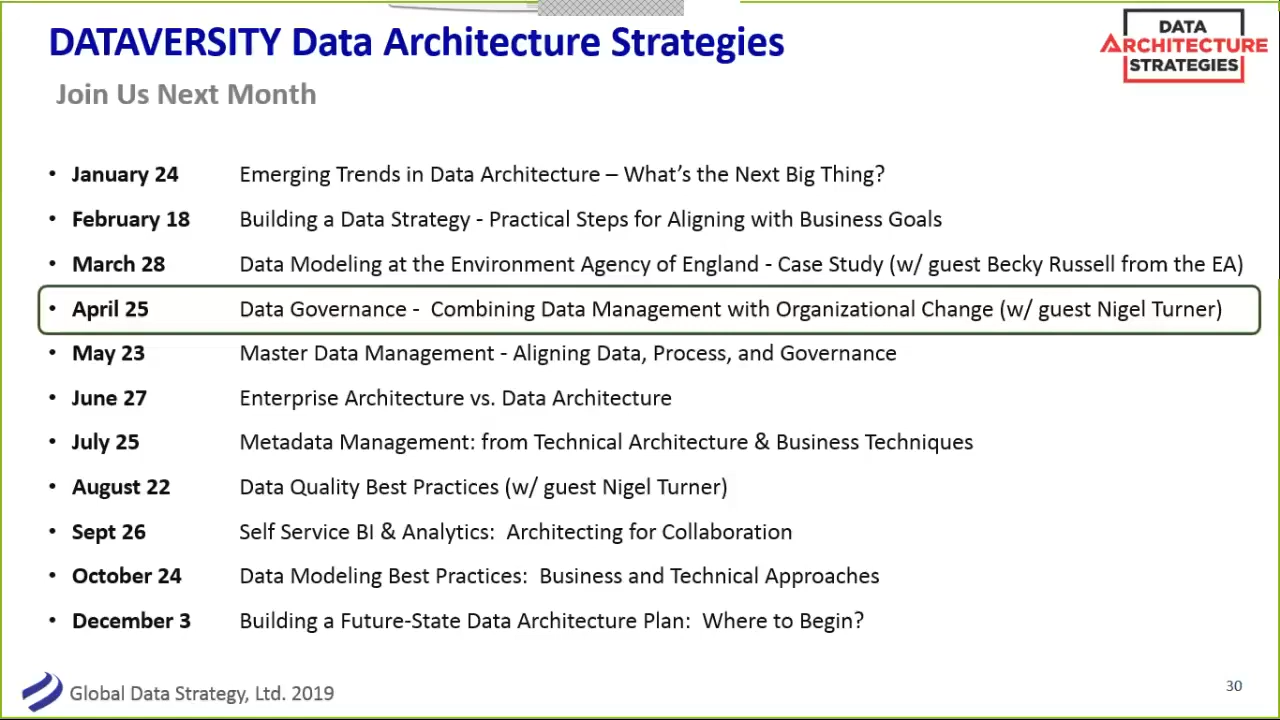 DATAVERSITY Data Architecture Strategies
DATA
ARCHITECTURE
STRATEGIES
Join Us Next Month
• January 24 Emerging Trends in Data Architecture – What's the Next Big Thing?
• February 18 Building a Data Strategy - Practical Steps for Aligning with Business Goals
• March 28 Data Modeling at the Environment Agency of England - Case Study (w/ guest Becky Russell from the EA)
• April 25 Data Governance - Combining Data Management with Organizational Change (w/ guest Nigel Turner)
• May 23 Master Data Management - Aligning Data, Process, and Governance
• June 27 Enterprise Architecture vs. Data Architecture
• July 25 Metadata Management: from Technical Architecture & Business Techniques
• August 22 Data Quality Best Practices (w/ guest Nigel Turner)
• Sept 26 Self Service BI & Analytics: Architecting for Collaboration
• October 24 Data Modeling Best Practices: Business and Technical Approaches
• December 3 Building a Future-State Data Architecture Plan: Where to Begin?
Global Data Strategy, Ltd. 2019
30